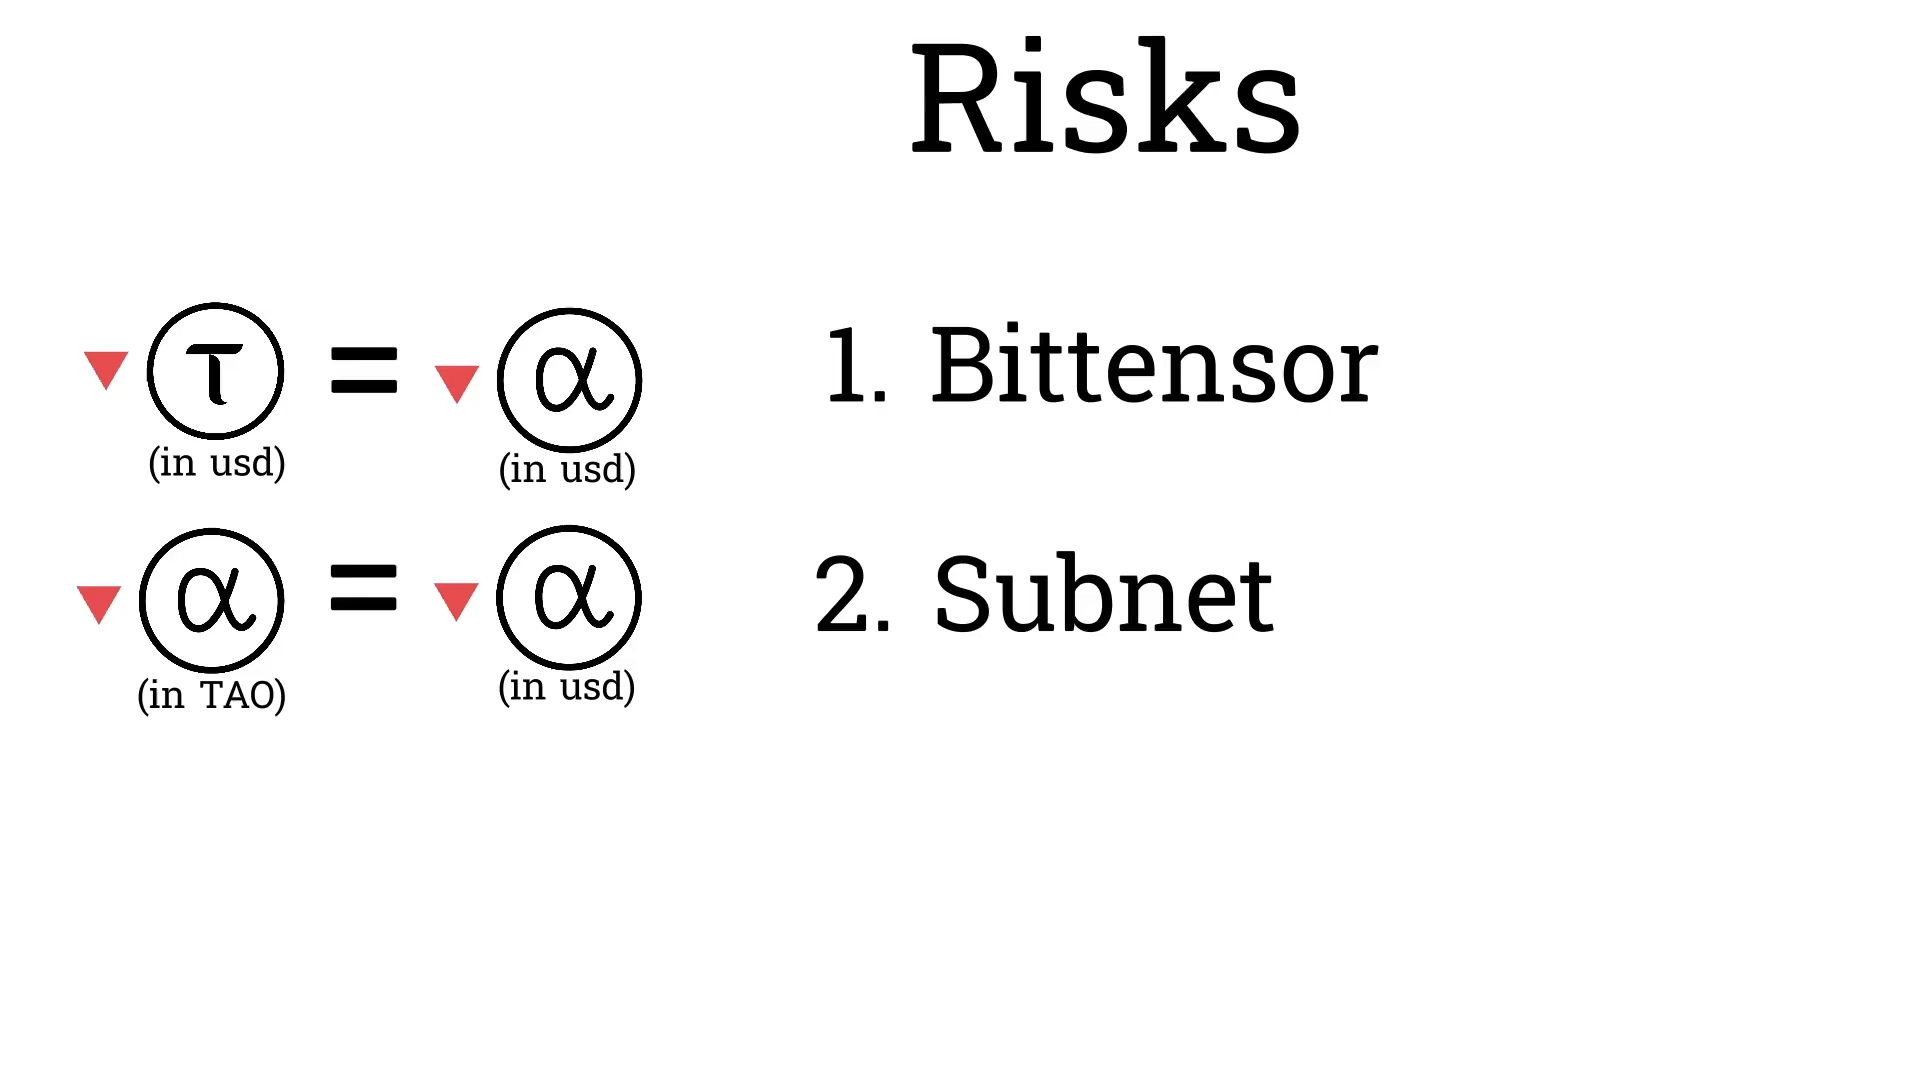 Risks
τ = α 1. Bittensor
(in usd) (in usd)
α = α 2. Subnet
(in TAO) (in usd)